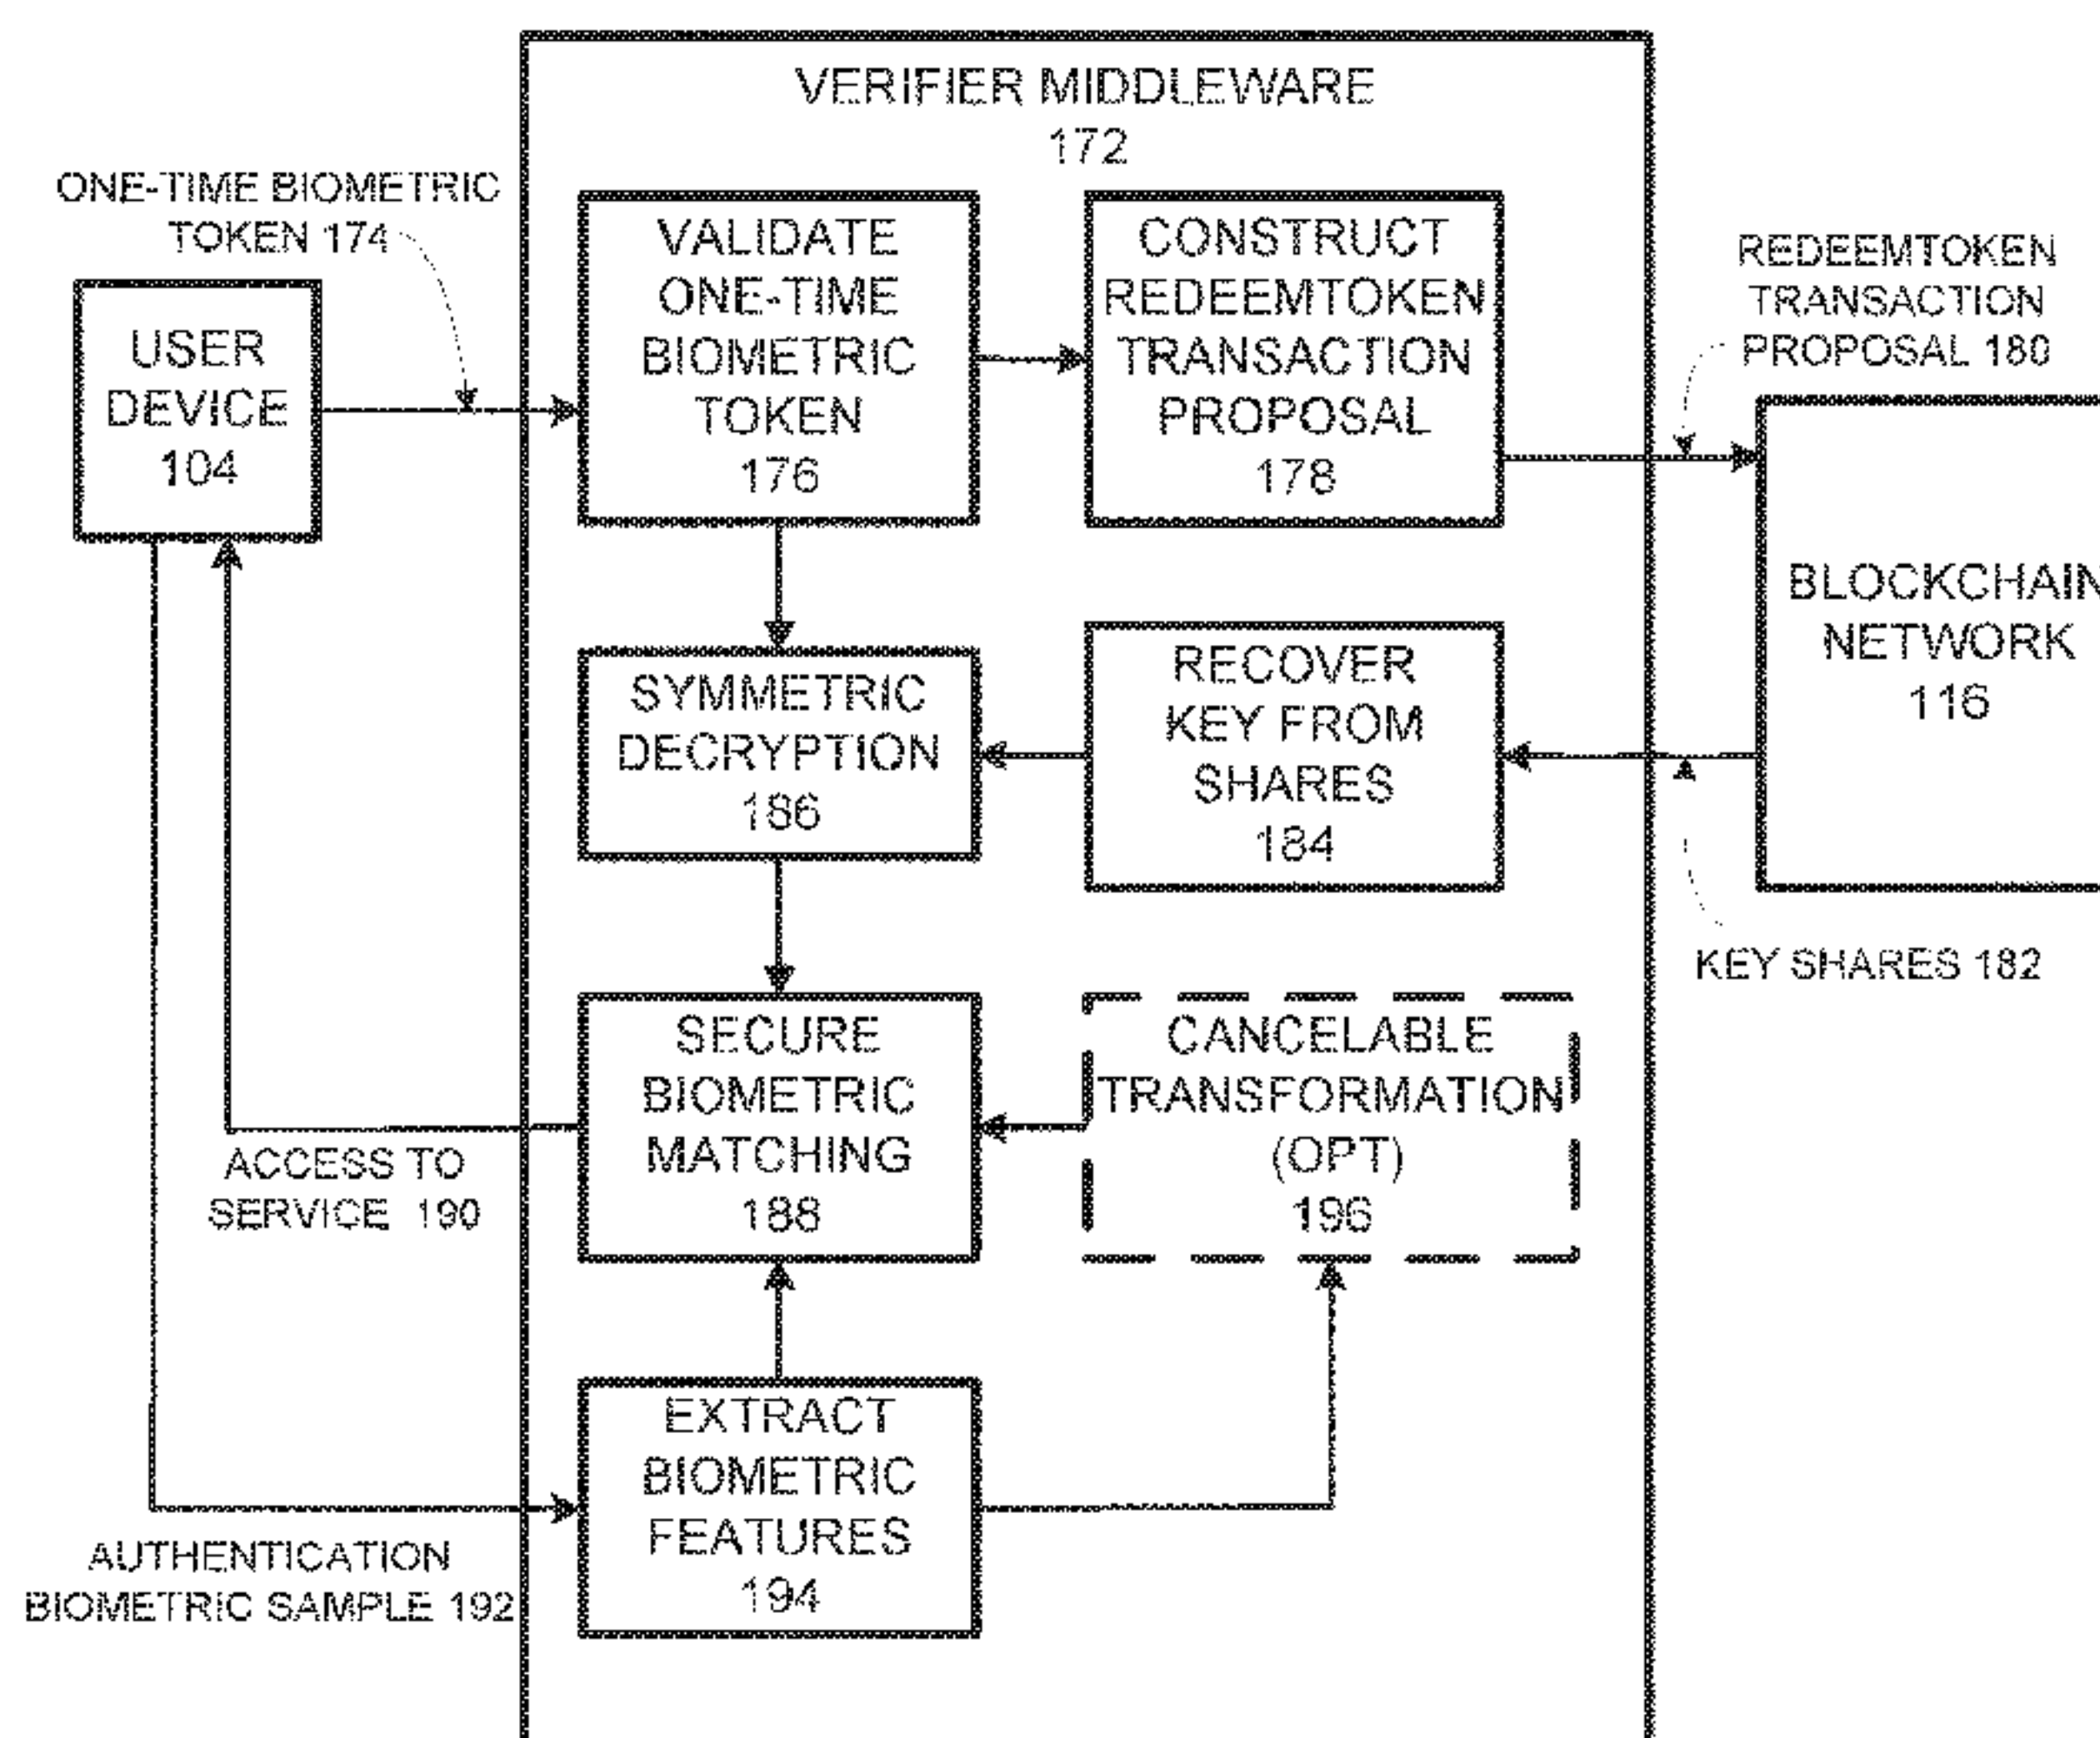 VERIFIER MIDDLEWARE
172
ONE-TIME BIOMETRIC
TOKEN 174
USER
DEVICE
104
VALIDATE
ONE-TIME
BIOMETRIC
TOKEN
176
CONSTRUCT
REDEEMTOKEN
TRANSACTION
PROPOSAL
178
REDEEMTOKEN
TRANSACTION
PROPOSAL 180
BLOCKCHAIN
NETWORK
116
SYMMETRIC
DECRYPTION
186
RECOVER
KEY FROM
SHARES
184
KEY SHARES 182
SECURE
BIOMETRIC
MATCHING
188
CANCELABLE
TRANSFORMATION
(OPT)
196
ACCESS TO
SERVICE 190
EXTRACT
BIOMETRIC
FEATURES
194
AUTHENTICATION
BIOMETRIC SAMPLE 192